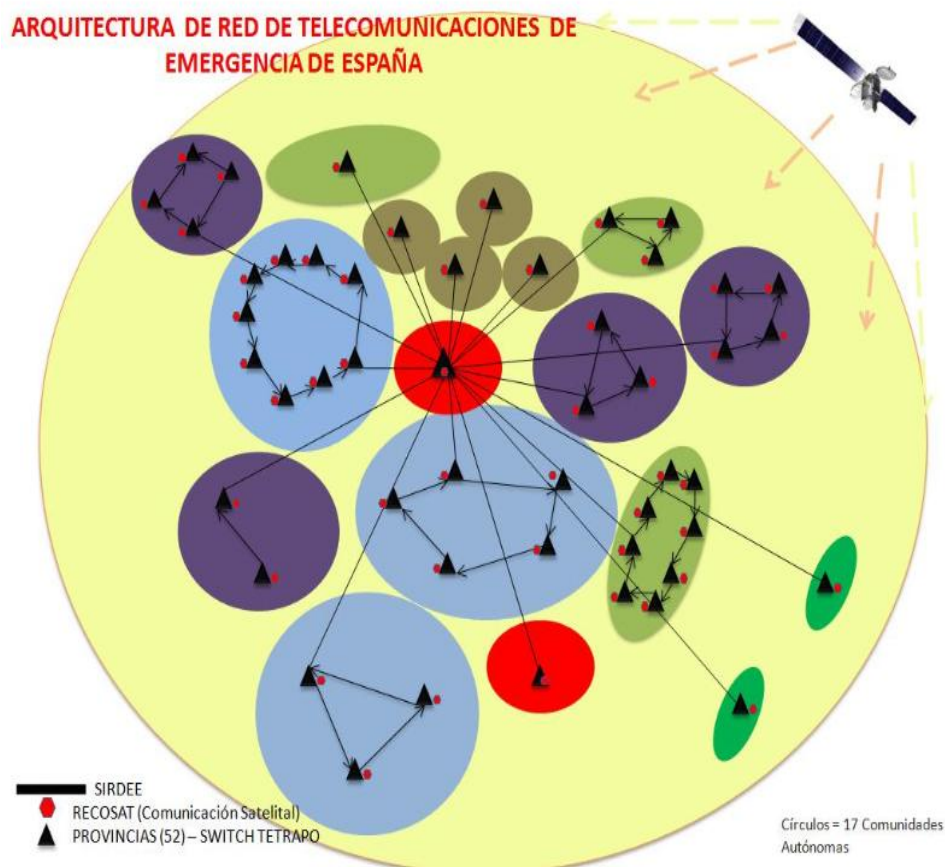 ARQUITECTURA DE RED DE TELECOMUNICACIONES DE
EMERGENCIA DE ESPAÑA
SIRDEE
RECOSAT (Comunicación Satelital)
PROVINCIAS (52) – SWITCH TETRAPO
Círculos = 17 Comunidades
Autónomas